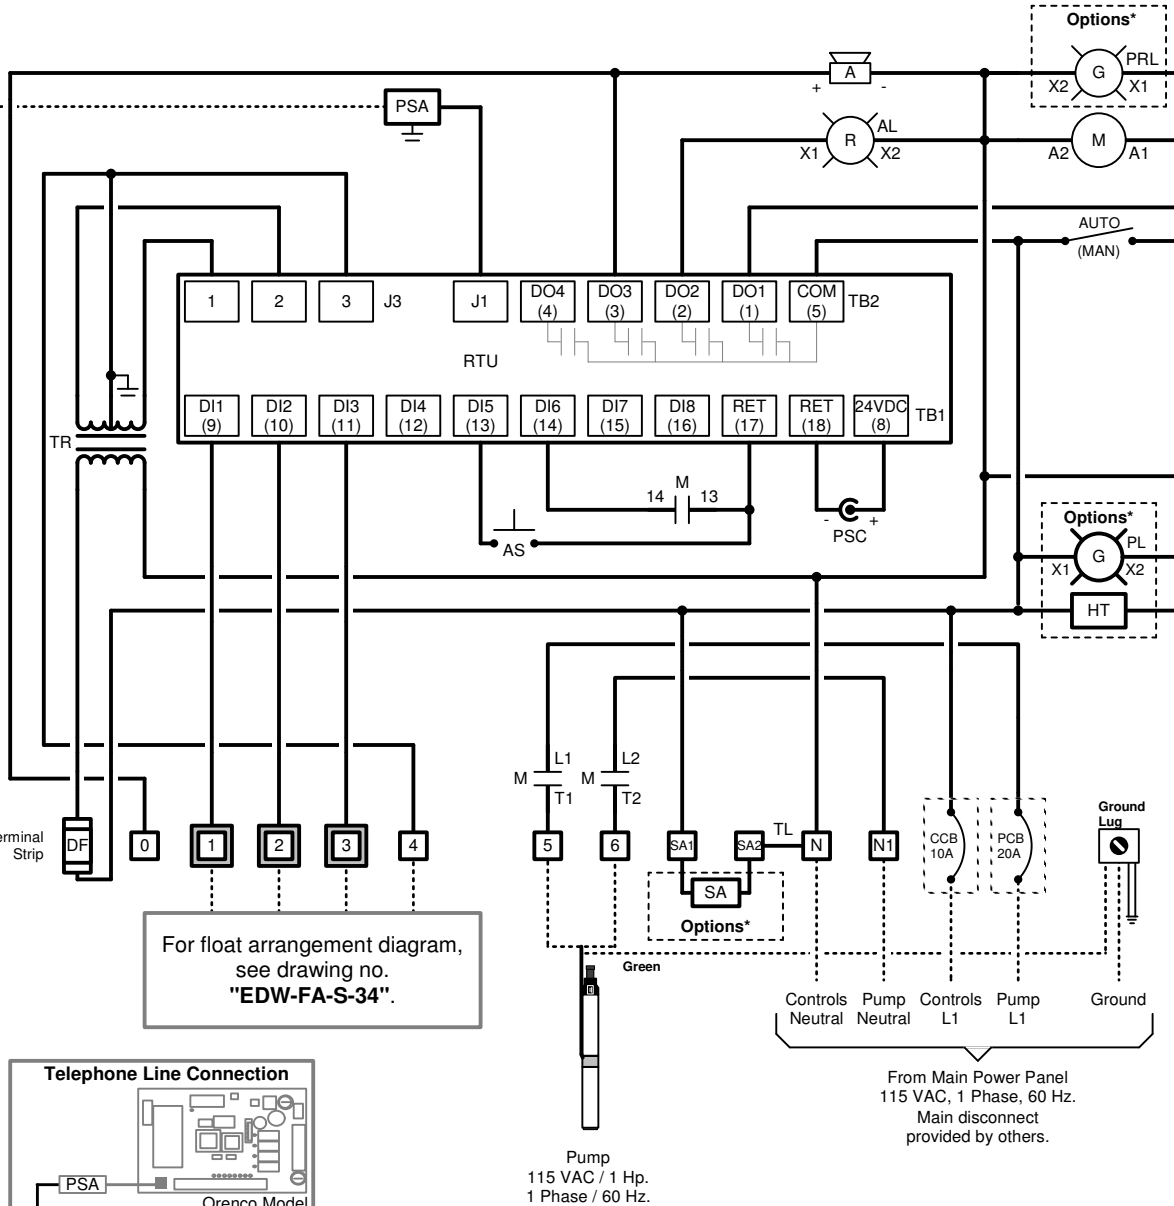 Options*
PRL
G
X2
X1
A
+
-
PSA
AL
R
X1
X2
M
A2
A1
AUTO
(MAN)
1
2
3
J3
J1
DO4
(4)
DO3
(3)
DO2
(2)
DO1
(1)
COM
(5)
TB2
RTU
DI1
(9)
DI2
(10)
DI3
(11)
DI4
(12)
DI5
(13)
DI6
(14)
DI7
(15)
DI8
(16)
RET
(17)
RET
(18)
24VDC
(8)
TB1
TR
M
14
13
-
+
PSC
AS
Options*
PL
G
X1
X2
HT
L1
M
T1
L2
M
T2
Strip
DF
0
1
2
3
4
5
6
SA1
SA2
TL
N
N1
CCB
10A
PCB
20A
Ground
Lug
SA
Options*
For float arrangement diagram,
see drawing no.
"EDW-FA-S-34".
Green
Controls
Neutral
Pump
Neutral
Controls
L1
Pump
L1
Ground
From Main Power Panel
115 VAC, 1 Phase, 60 Hz.
Main disconnect
provided by others.
Telephone Line Connection
PSA
Orenco Model
Pump
115 VAC / 1 Hp.
1 Phase / 60 Hz.